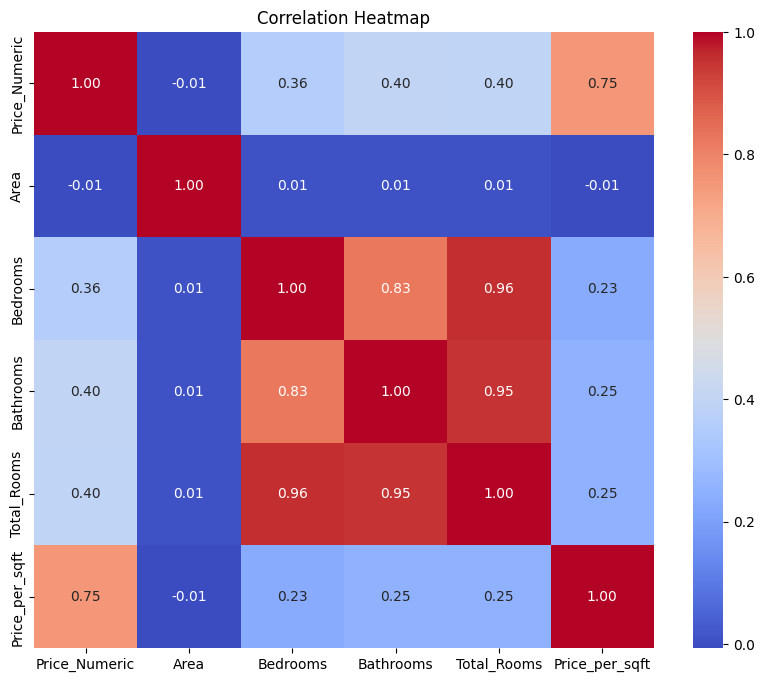 Correlation Heatmap
Price_Numeric 1.00 -0.01 0.36 0.40 0.40 0.75
Area -0.01 1.00 0.01 0.01 0.01 -0.01
Bedrooms 0.36 0.01 1.00 0.83 0.96 0.23
Bathrooms 0.40 0.01 0.83 1.00 0.95 0.25
Total_Rooms 0.40 0.01 0.96 0.95 1.00 0.25
Price_per_sqft 0.75 -0.01 0.23 0.25 0.25 1.00
Price_Numeric Area Bedrooms Bathrooms Total_Rooms Price_per_sqft
1.0
0.8
0.6
0.4
0.2
0.0